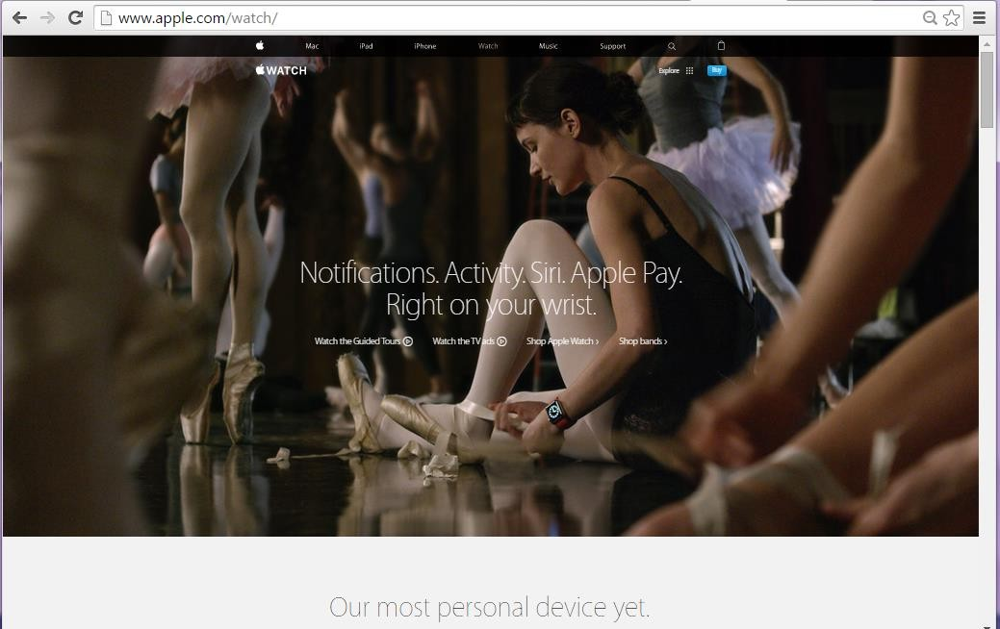 www.apple.com/watch/
Mac iPad iPhone Watch Music Support
WATCH Explore Buy
Notifications. Activity. Siri. Apple Pay.
Right on your wrist.
Watch the Guided Tours Watch the TV ads Shop Apple Watch › Shop bands ›
Our most personal device yet.